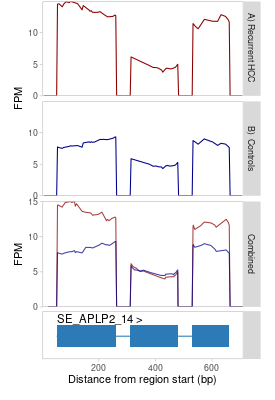 10
5
0
FPM
A) Recurrent HCC
10
5
0
B) Controls
15
10
5
0
FPM
Combined
SE_APLP2_14 >
200
400
600
Distance from region start (bp)